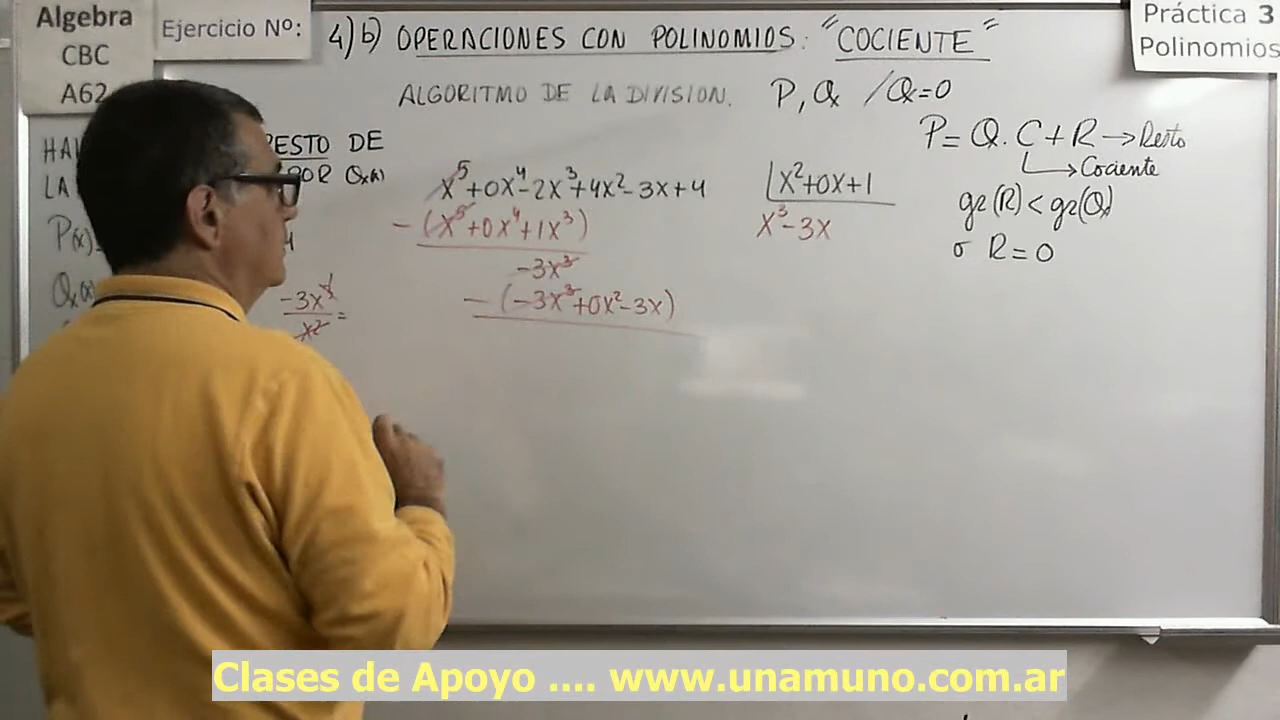 Algebra
CBC
A62
Ejercicio Nº:
4) b) OPERACIONES CON POLINOMIOS: "COCIENTE"
Práctica 3
Polinomios
ALGORITMO DE LA DIVISION. P, Q / Q=0
P = Q . C + R → Resto
Cociente
gr(R) < gr(Q)
o R = 0
RESTO DE
LA POR Q(x)
P(x)
Q(x)
x⁵+0x⁴-2x³+4x²-3x+4 x²+0x+1
-(x⁵+0x⁴+1x³) x³-3x
-3x³
-(-3x³+0x²-3x)
-3x³
x² =
Clases de Apoyo .... www.unamuno.com.ar